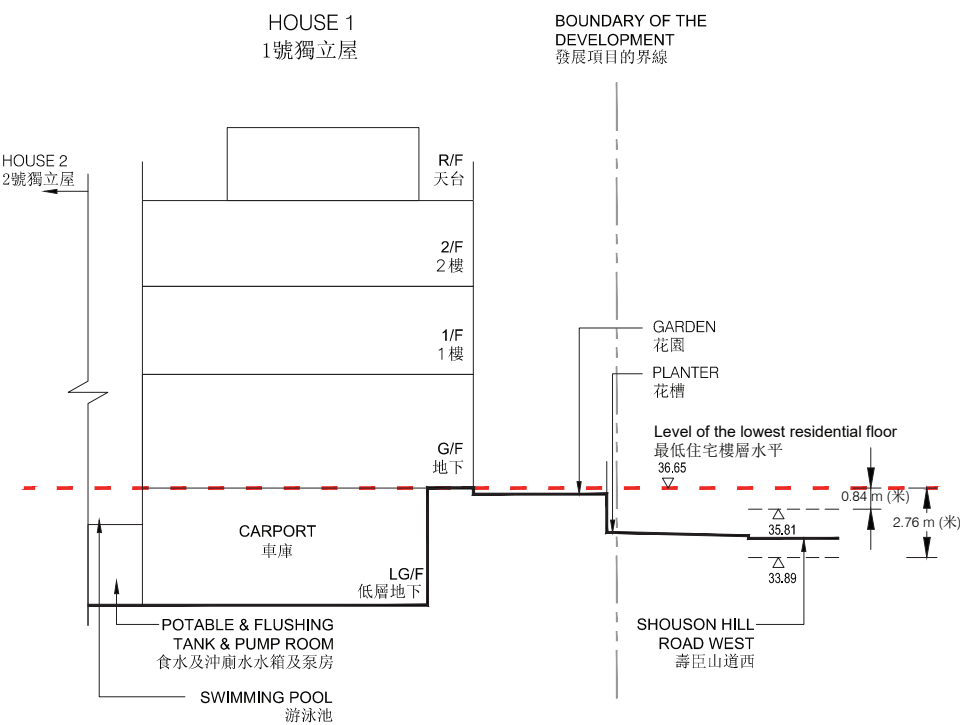 HOUSE 1
1號獨立屋
BOUNDARY OF THE
DEVELOPMENT
發展項目的界線
HOUSE 2
2號獨立屋
R/F
天台
2/F
2樓
1/F
1樓
GARDEN
花園
PLANTER
花槽
G/F
地下
Level of the lowest residential floor
最低住宅樓層水平
36.65
0.84 m (米)
35.81
2.76 m (米)
33.89
CARPORT
車庫
LG/F
低層地下
POTABLE & FLUSHING
TANK & PUMP ROOM
食水及沖廁水水箱及泵房
SHOUSON HILL
ROAD WEST
壽臣山道西
SWIMMING POOL
游泳池